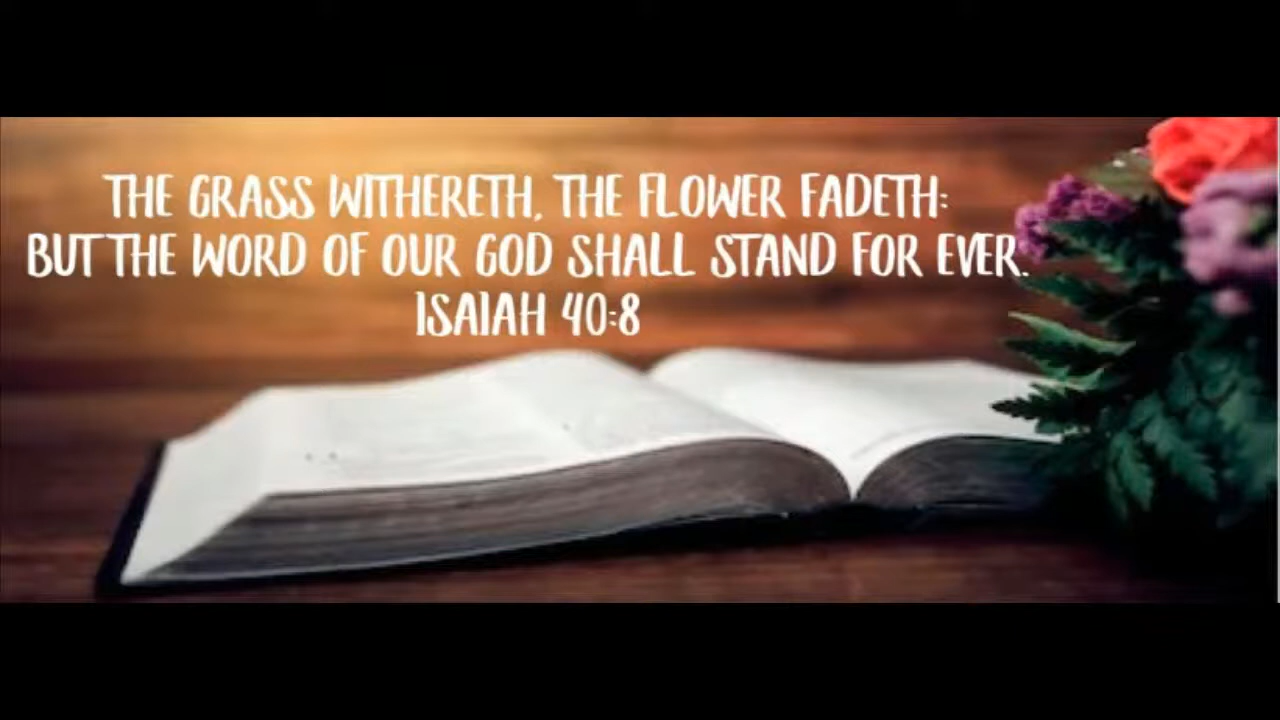 THE GRASS WITHERETH, THE FLOWER FADETH:
BUT THE WORD OF OUR GOD SHALL STAND FOR EVER.
ISAIAH 40:8